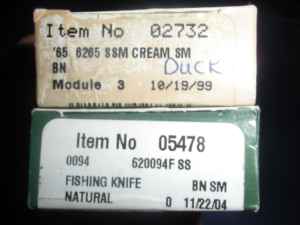 Item No 02732
'65 6265 SSM CREAM SM
BN Duck
Module 3 10/19/99
Item No 05478
0094 620094F SS
FISHING KNIFE BN SM
NATURAL 0 11/22/04